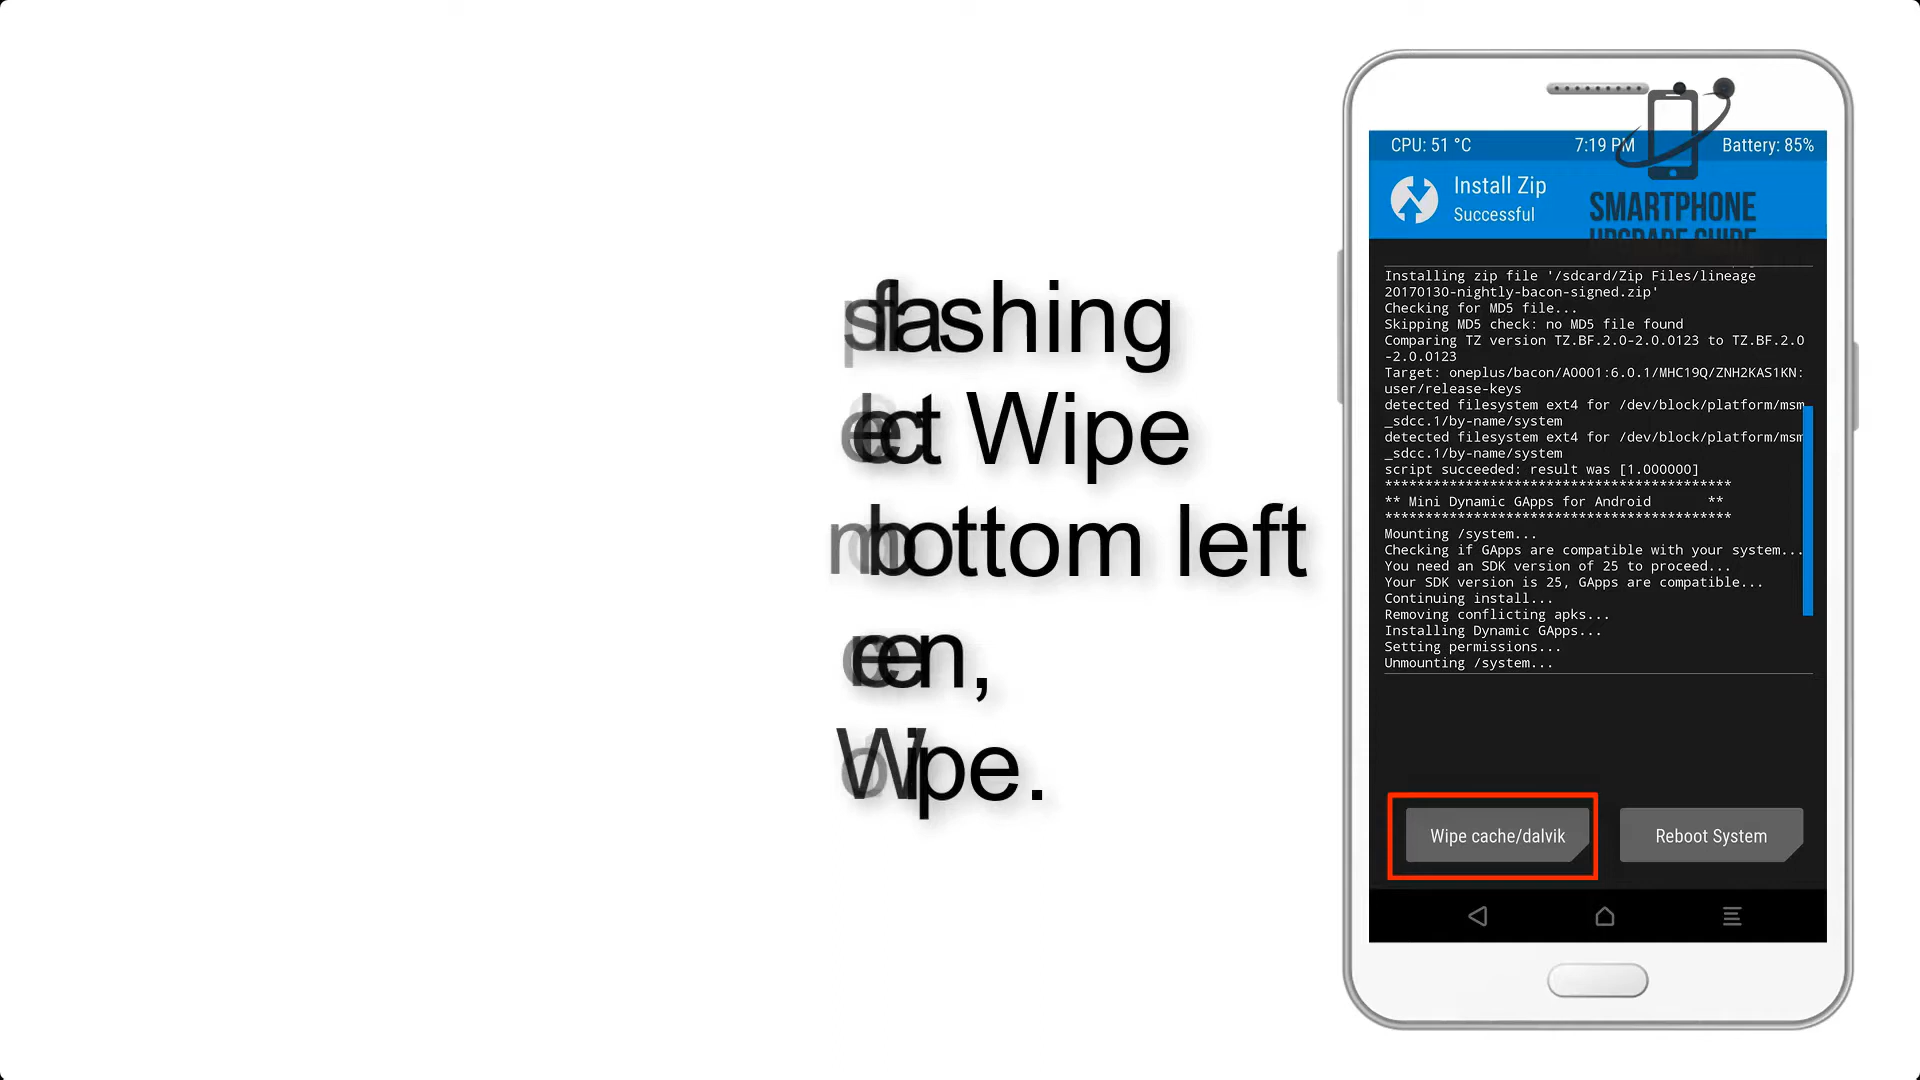 flashing
Wipe
bottom left
Wipe.
CPU: 51 °C 7:19 PM Battery: 85%
Install Zip
Successful
SMARTPHONE
UPGRADE GUIDE
Installing zip file '/sdcard/Zip Files/lineage
20170130-nightly-bacon-signed.zip'
Checking for MD5 file...
Skipping MD5 check: no MD5 file found
Comparing TZ version TZ.BF.2.0-2.0.0123 to TZ.BF.2.0
-2.0.0123
Target: oneplus/bacon/A0001:6.0.1/MHC19Q/ZNH2KAS1KN:
user/release-keys
detected filesystem ext4 for /dev/block/platform/msm
_sdcc.1/by-name/system
detected filesystem ext4 for /dev/block/platform/msm
_sdcc.1/by-name/system
script succeeded: result was [1.000000]
******************************************
** Mini Dynamic GApps for Android **
******************************************
Mounting /system...
Checking if GApps are compatible with your system...
You need an SDK version of 25 to proceed...
Your SDK version is 25, GApps are compatible...
Continuing install...
Removing conflicting apks...
Installing Dynamic GApps...
Setting permissions...
Unmounting /system...
Wipe cache/dalvik
Reboot System